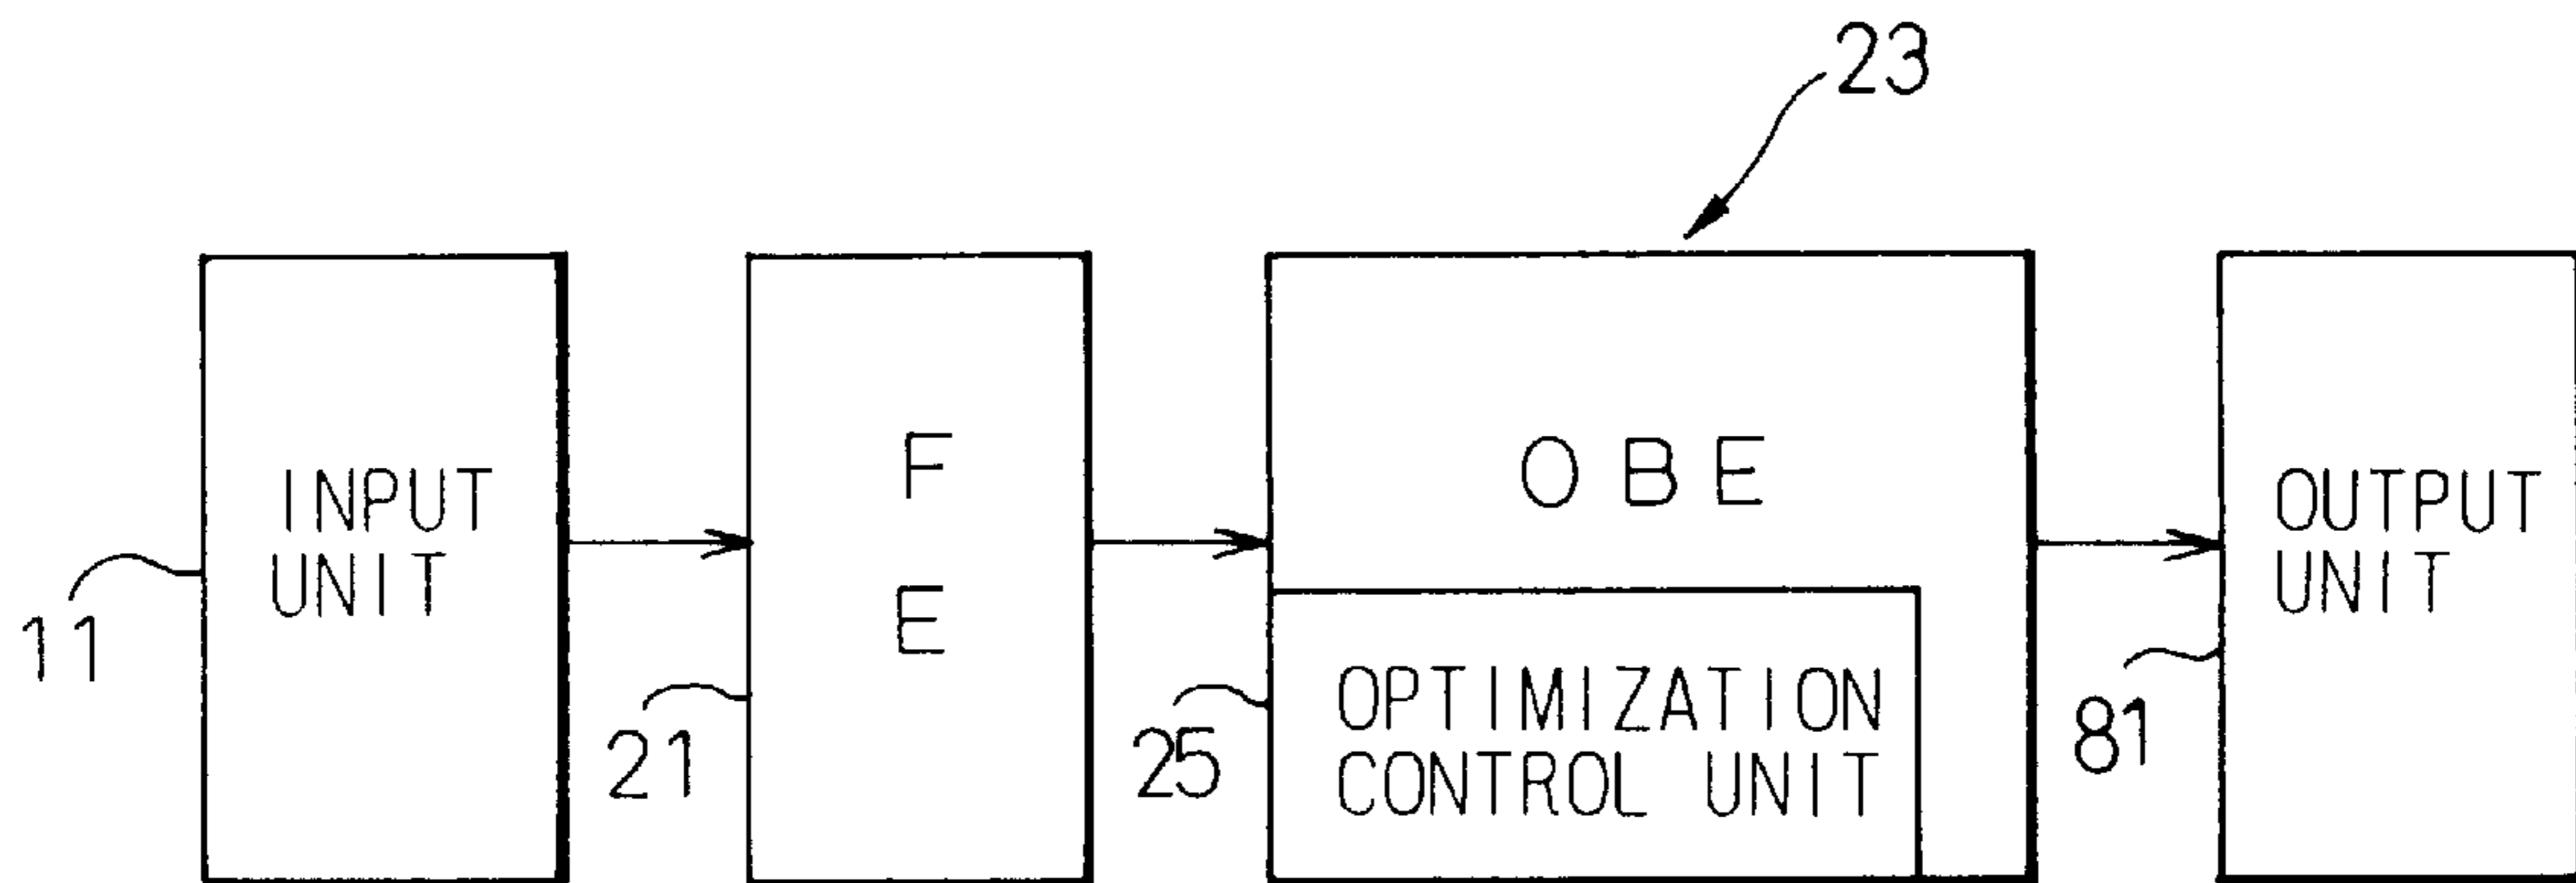 23
INPUT
UNIT
11
F
E
21
OBE
OPTIMIZATION
CONTROL UNIT
25
OUTPUT
UNIT
81